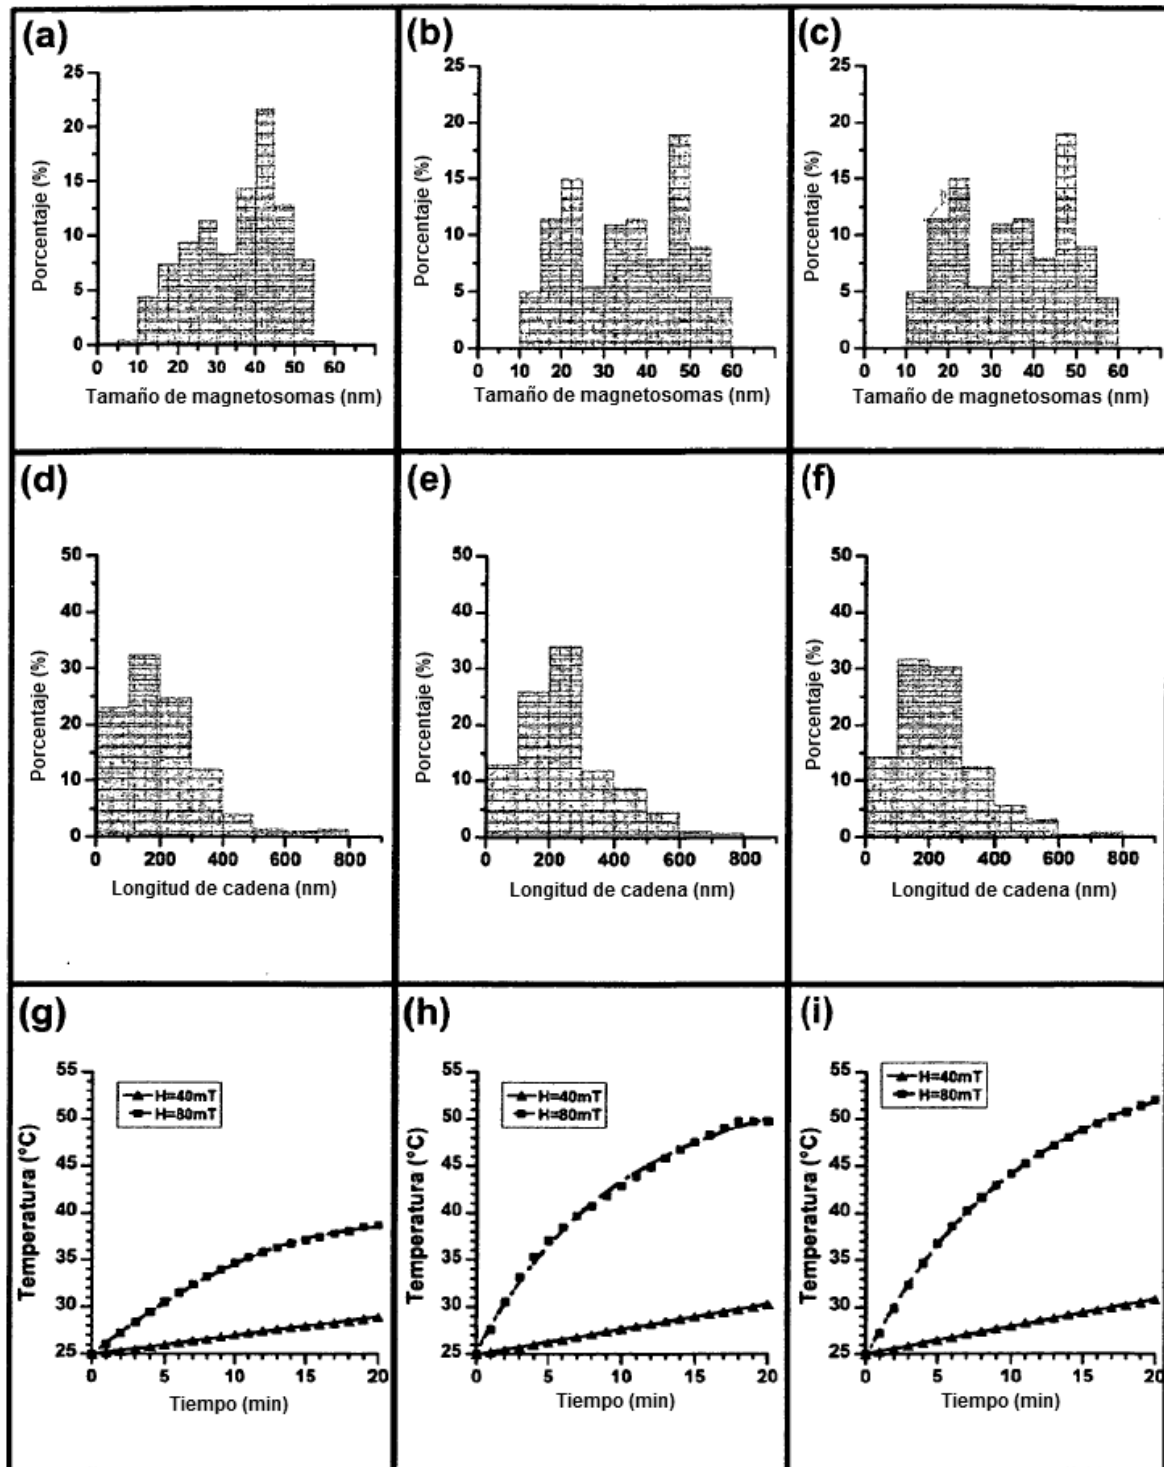 (a)
25
20
15
10
5
0
Porcentaje (%)
0 10 20 30 40 50 60
Tamaño de magnetosomas (nm)
(b)
25
20
15
10
5
0
Porcentaje (%)
0 10 20 30 40 50 60
Tamaño de magnetosomas (nm)
(c)
25
20
15
10
5
0
Porcentaje (%)
0 10 20 30 40 50 60
Tamaño de magnetosomas (nm)
(d)
50
40
30
20
10
0
Porcentaje (%)
0 200 400 600 800
Longitud de cadena (nm)
(e)
50
40
30
20
10
0
Porcentaje (%)
0 200 400 600 800
Longitud de cadena (nm)
(f)
50
40
30
20
10
0
Porcentaje (%)
0 200 400 600 800
Longitud de cadena (nm)
(g)
55
50
45
40
35
30
25
Temperatura (°C)
H=40mT
H=80mT
0 5 10 15 20
Tiempo (min)
(h)
55
50
45
40
35
30
25
Temperatura (°C)
H=40mT
H=80mT
0 5 10 15 20
Tiempo (min)
(i)
55
50
45
40
35
30
25
Temperatura (°C)
H=40mT
H=80mT
0 5 10 15 20
Tiempo (min)